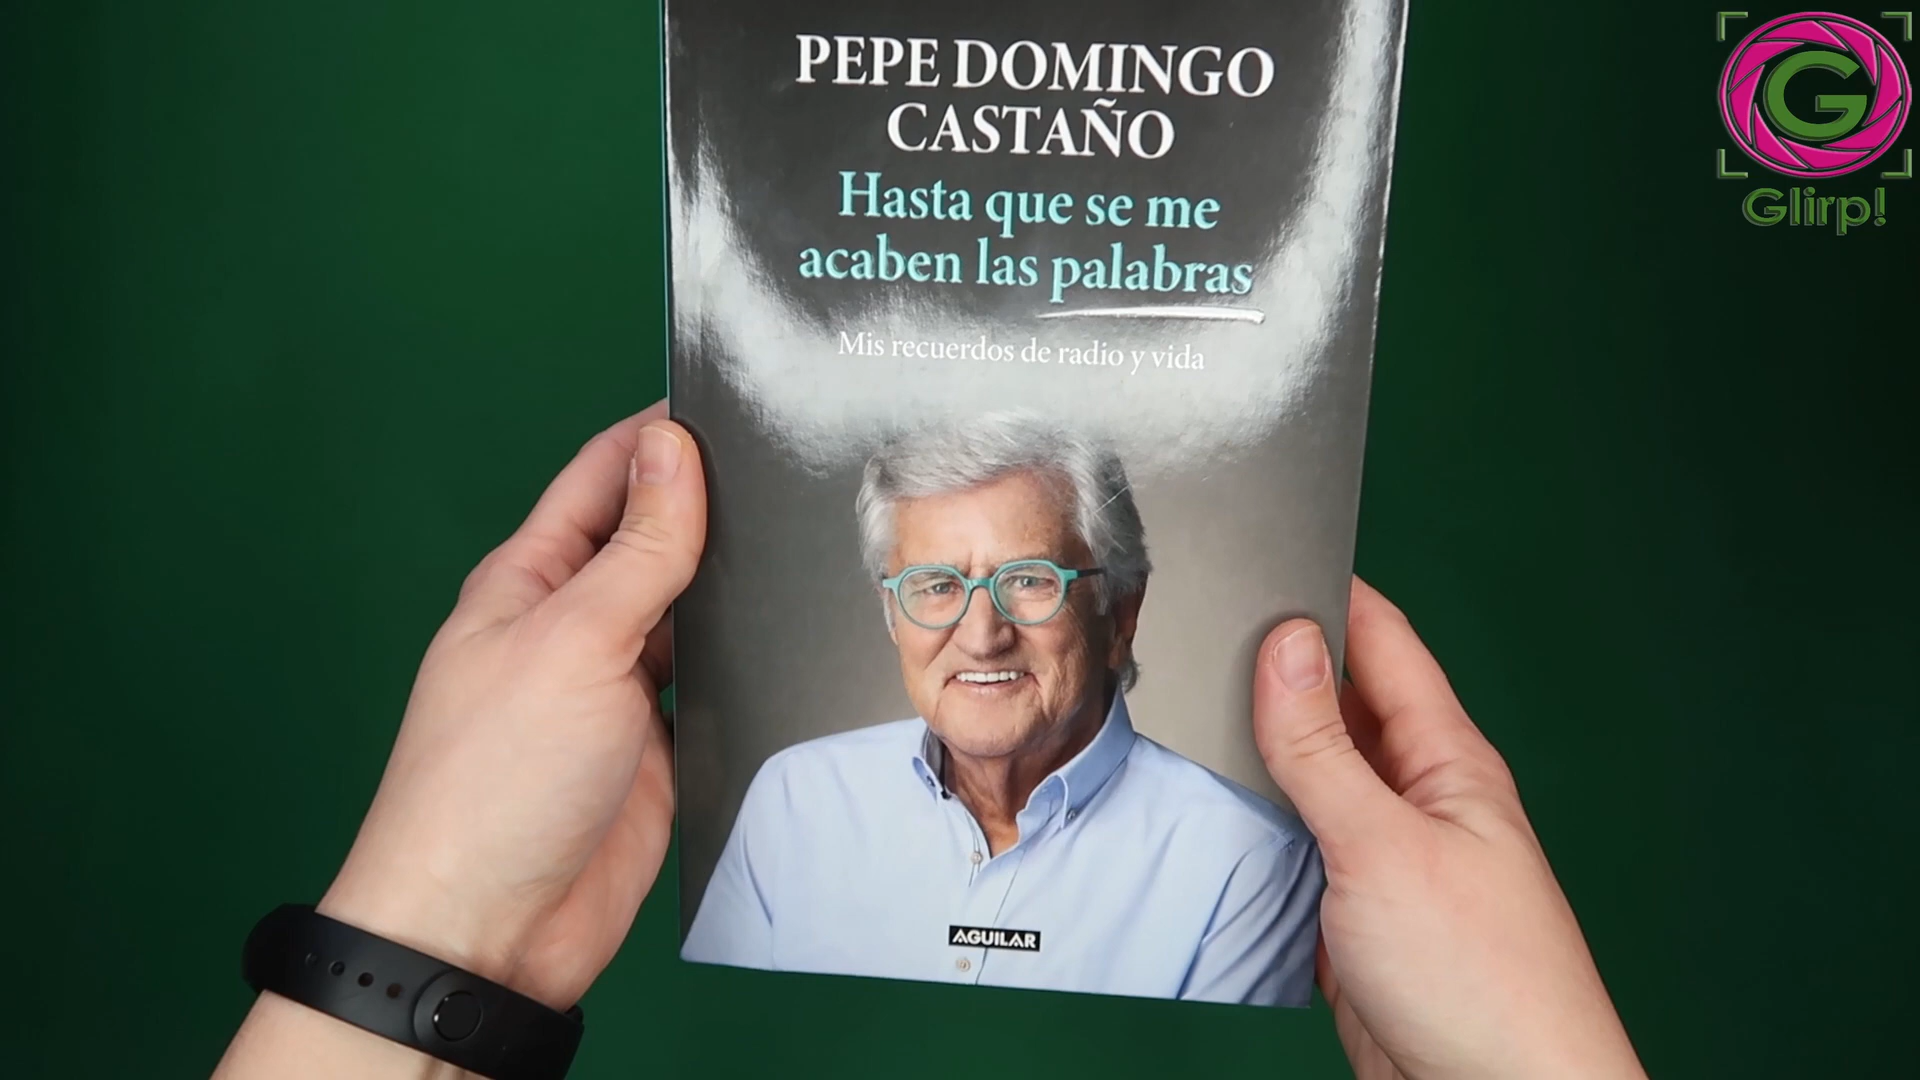 PEPE DOMINGO
CASTAÑO
Hasta que se me
acaben las palabras
Mis recuerdos de radio y vida
AGUILAR
G
Glirp!